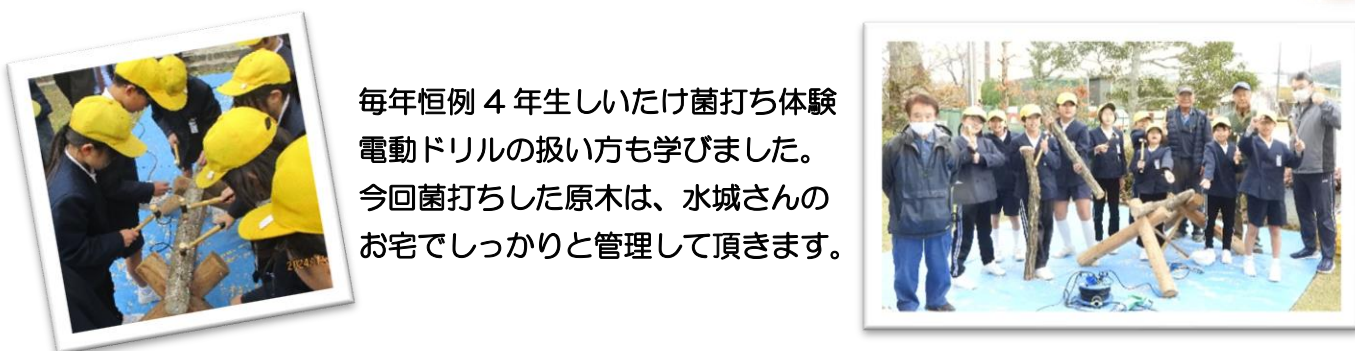 毎年恒例4年生しいたけ菌打ち体験
電動ドリルの扱い方も学びました。
今回菌打ちした原木は、水城さんの
お宅でしっかりと管理して頂きます。